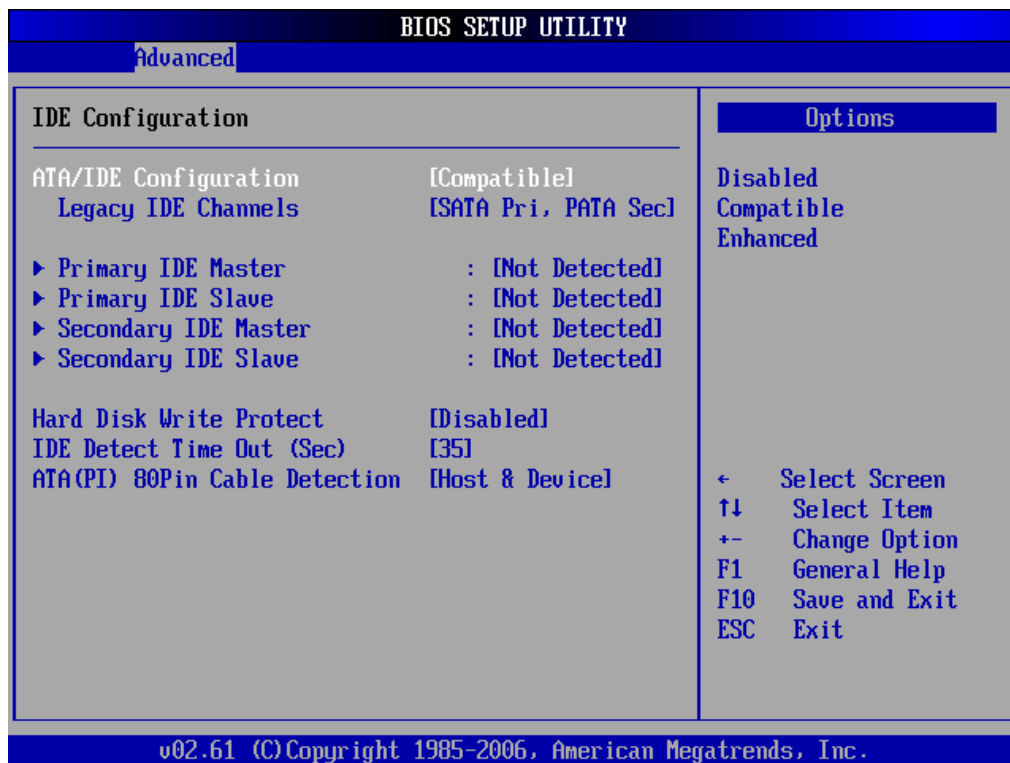 BIOS SETUP UTILITY
Advanced
IDE Configuration
ATA/IDE Configuration [Compatible]
Legacy IDE Channels [SATA Pri, PATA Sec]
▶ Primary IDE Master : [Not Detected]
▶ Primary IDE Slave : [Not Detected]
▶ Secondary IDE Master : [Not Detected]
▶ Secondary IDE Slave : [Not Detected]
Hard Disk Write Protect [Disabled]
IDE Detect Time Out (Sec) [35]
ATA(PI) 80Pin Cable Detection [Host & Device]
Options
Disabled
Compatible
Enhanced
← Select Screen
↑↓ Select Item
+- Change Option
F1 General Help
F10 Save and Exit
ESC Exit
v02.61 (C)Copyright 1985-2006, American Megatrends, Inc.